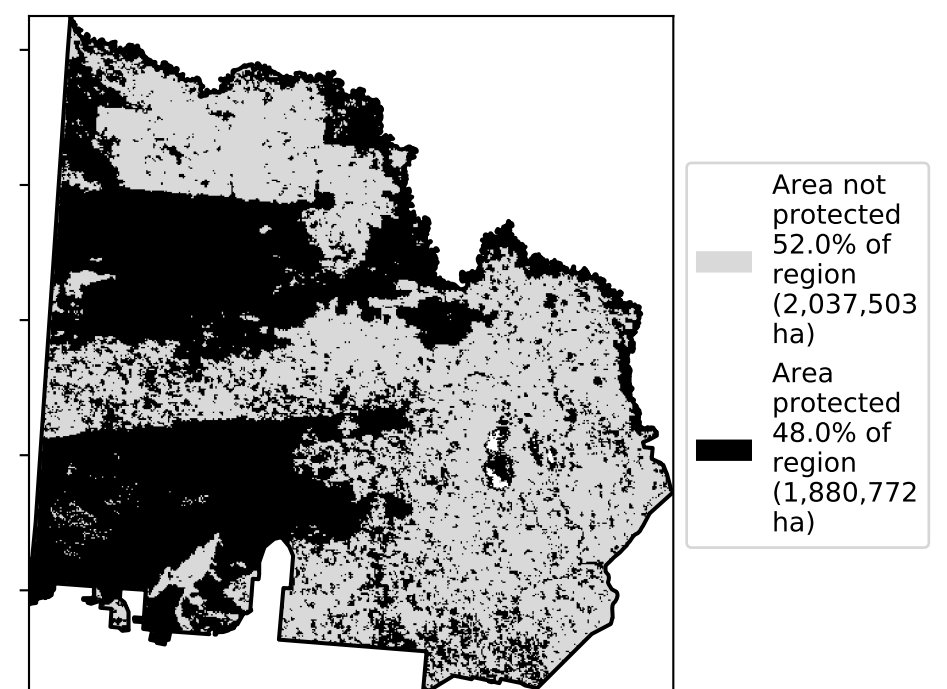 Area not
protected
52.0% of
region
(2,037,503
ha)
Area
protected
48.0% of
region
(1,880,772
ha)